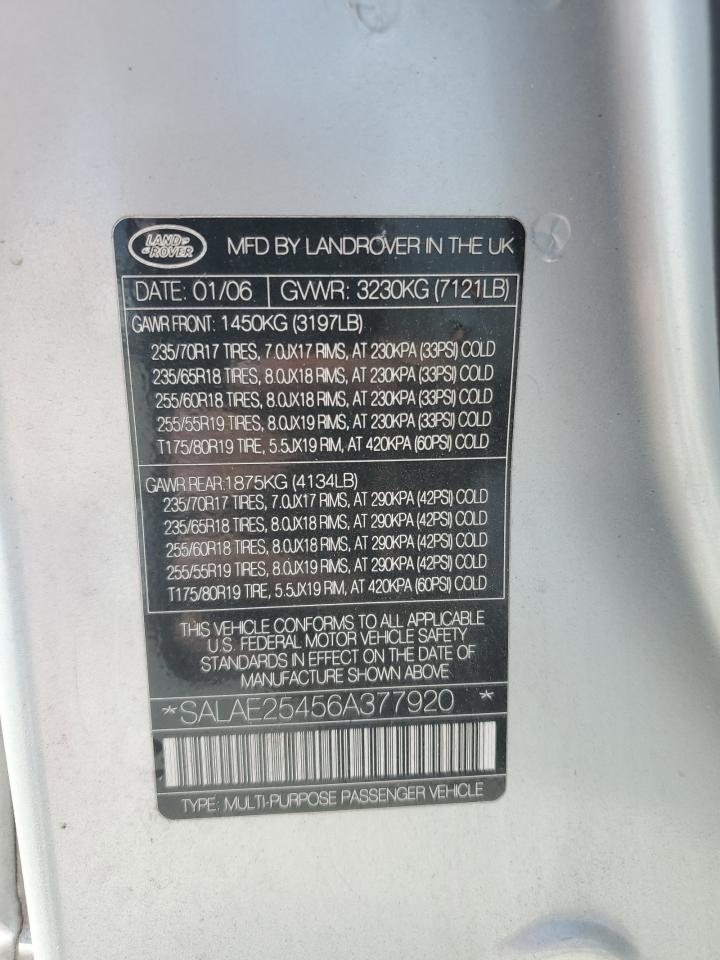 LAND ROVER MFD BY LANDROVER IN THE UK
DATE: 01/06 GVWR: 3230KG (7121LB)
GAWR FRONT: 1450KG (3197LB)
235/70R17 TIRES, 7.0JX17 RIMS, AT 230KPA (33PSI) COLD
235/65R18 TIRES, 8.0JX18 RIMS, AT 230KPA (33PSI) COLD
255/60R18 TIRES, 8.0JX18 RIMS, AT 230KPA (33PSI) COLD
255/55R19 TIRES, 8.0JX19 RIMS, AT 230KPA (33PSI) COLD
T175/80R19 TIRE, 5.5JX19 RIM, AT 420KPA (60PSI) COLD
GAWR REAR:1875KG (4134LB)
235/70R17 TIRES, 7.0JX17 RIMS, AT 290KPA (42PSI) COLD
235/65R18 TIRES, 8.0JX18 RIMS, AT 290KPA (42PSI) COLD
255/60R18 TIRES, 8.0JX18 RIMS, AT 290KPA (42PSI) COLD
255/55R19 TIRES, 8.0JX19 RIMS, AT 290KPA (42PSI) COLD
T175/80R19 TIRE, 5.5JX19 RIM, AT 420KPA (60PSI) COLD
THIS VEHICLE CONFORMS TO ALL APPLICABLE
U.S. FEDERAL MOTOR VEHICLE SAFETY
STANDARDS IN EFFECT ON THE DATE OF
MANUFACTURE SHOWN ABOVE
*SALAE25456A377920 *
TYPE: MULTI-PURPOSE PASSENGER VEHICLE